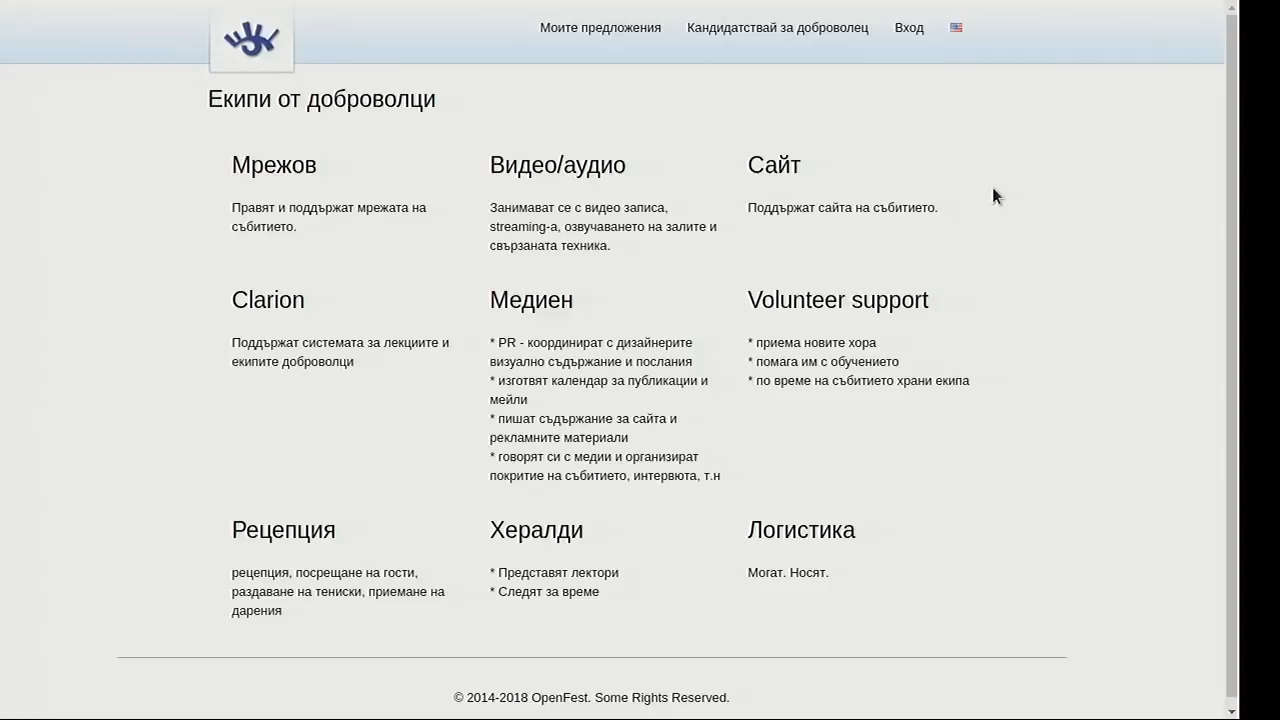 Моите предложения Кандидатствай за доброволец Вход
Екипи от доброволци
Мрежов
Правят и поддържат мрежата на
събитието.
Видео/аудио
Занимават се с видео записа,
streaming-а, озвучаването на залите и
свързаната техника.
Сайт
Поддържат сайта на събитието.
Clarion
Поддържат системата за лекциите и
екипите доброволци
Медиен
* PR - координират с дизайнерите
визуално съдържание и послания
* изготвят календар за публикации и
мейли
* пишат съдържание за сайта и
рекламните материали
* говорят си с медии и организират
покритие на събитието, интервюта, т.н
Volunteer support
* приема новите хора
* помага им с обучението
* по време на събитието храни екипа
Рецепция
рецепция, посрещане на гости,
раздаване на тениски, приемане на
дарения
Хералди
* Представят лектори
* Следят за време
Логистика
Могат. Носят.
© 2014-2018 OpenFest. Some Rights Reserved.